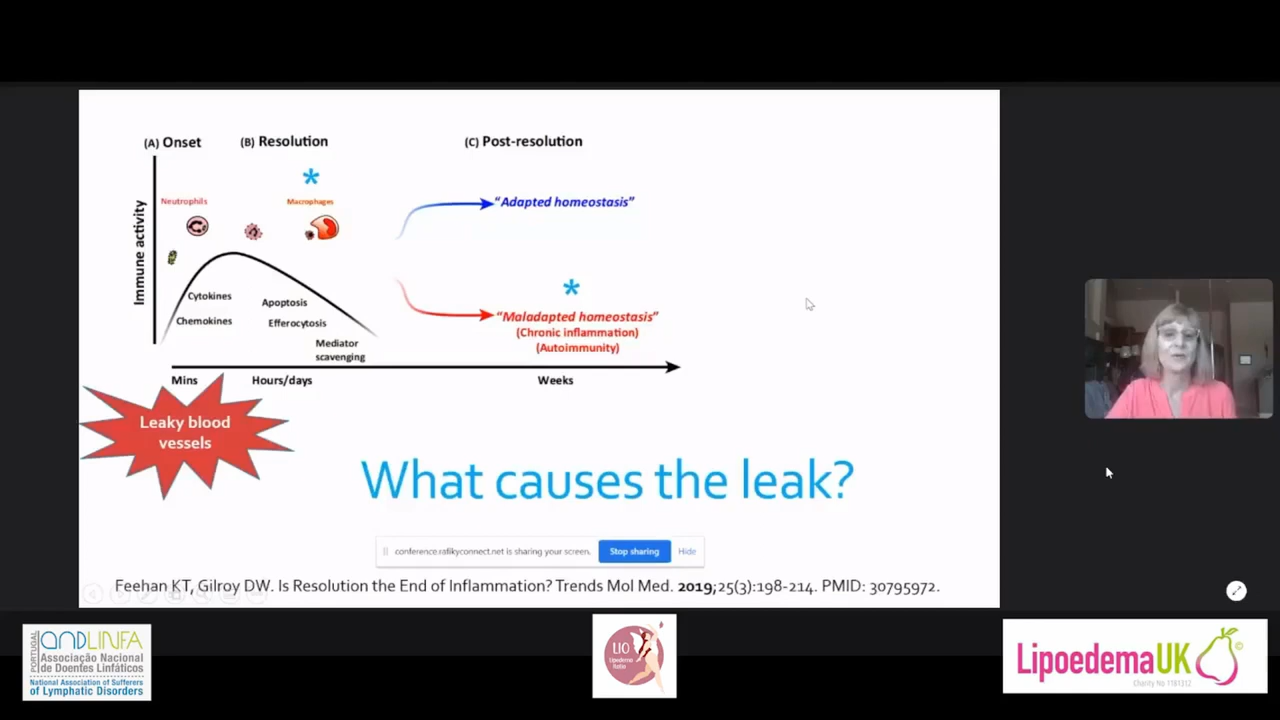 (A) Onset
(B) Resolution
(C) Post-resolution
*
Neutrophils
Macrophages
"Adapted homeostasis"
Immune activity
*
Cytokines
Apoptosis
Chemokines
Efferocytosis
"Maladapted homeostasis"
(Chronic inflammation)
(Autoimmunity)
Mediator
scavenging
Mins
Hours/days
Weeks
Leaky blood
vessels
What causes the leak?
conference.rafikyconnect.net is sharing your screen.
Stop sharing
Hide
Feehan KT, Gilroy DW. Is Resolution the End of Inflammation? Trends Mol Med. 2019;25(3):198-214. PMID: 30795972.
PORTUGAL
andLINFA
Associação Nacional
de Doentes Linfáticos
National Association of Sufferers
of Lymphatic Disorders
LIO
Lipedema
LipoedemaUK
©
Charity No 1161312